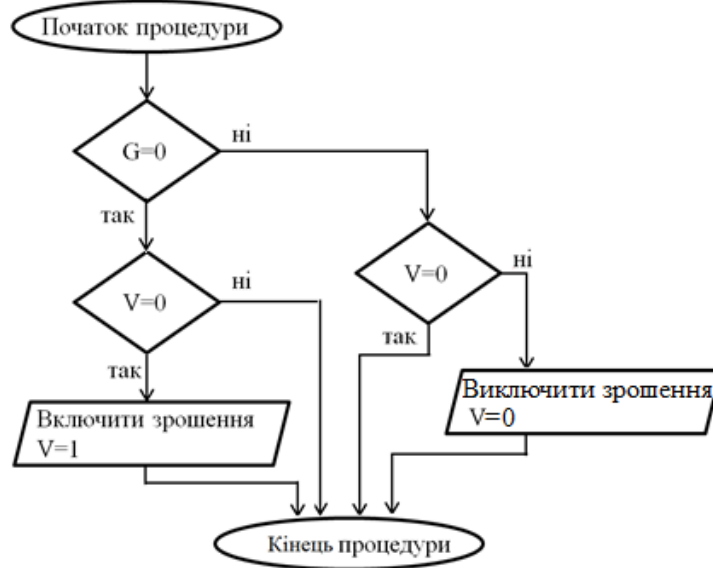 Початок процедури
G=0
ні
так
V=0
ні
V=0
ні
так
так
Включити зрошення
V=1
Виключити зрошення
V=0
Кінець процедури